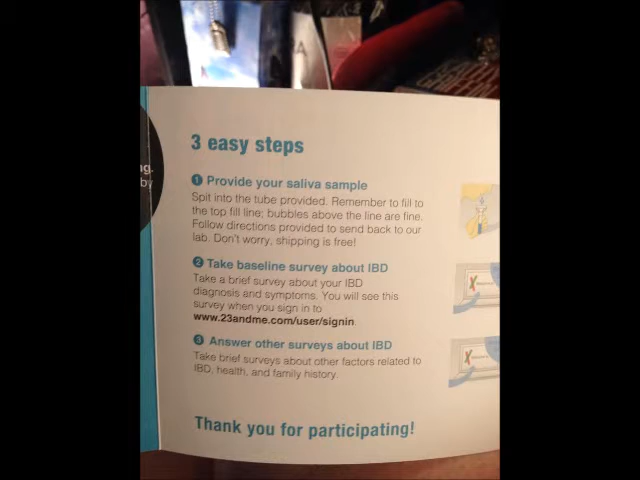 A
g.
by
3 easy steps
1 Provide your saliva sample
Spit into the tube provided. Remember to fill to
the top fill line; bubbles above the line are fine.
Follow directions provided to send back to our
lab. Don't worry, shipping is free!
2 Take baseline survey about IBD
Take a brief survey about your IBD
diagnosis and symptoms. You will see this
survey when you sign in to
www.23andme.com/user/signin.
3 Answer other surveys about IBD
Take brief surveys about other factors related to
IBD, health, and family history.
Thank you for participating!